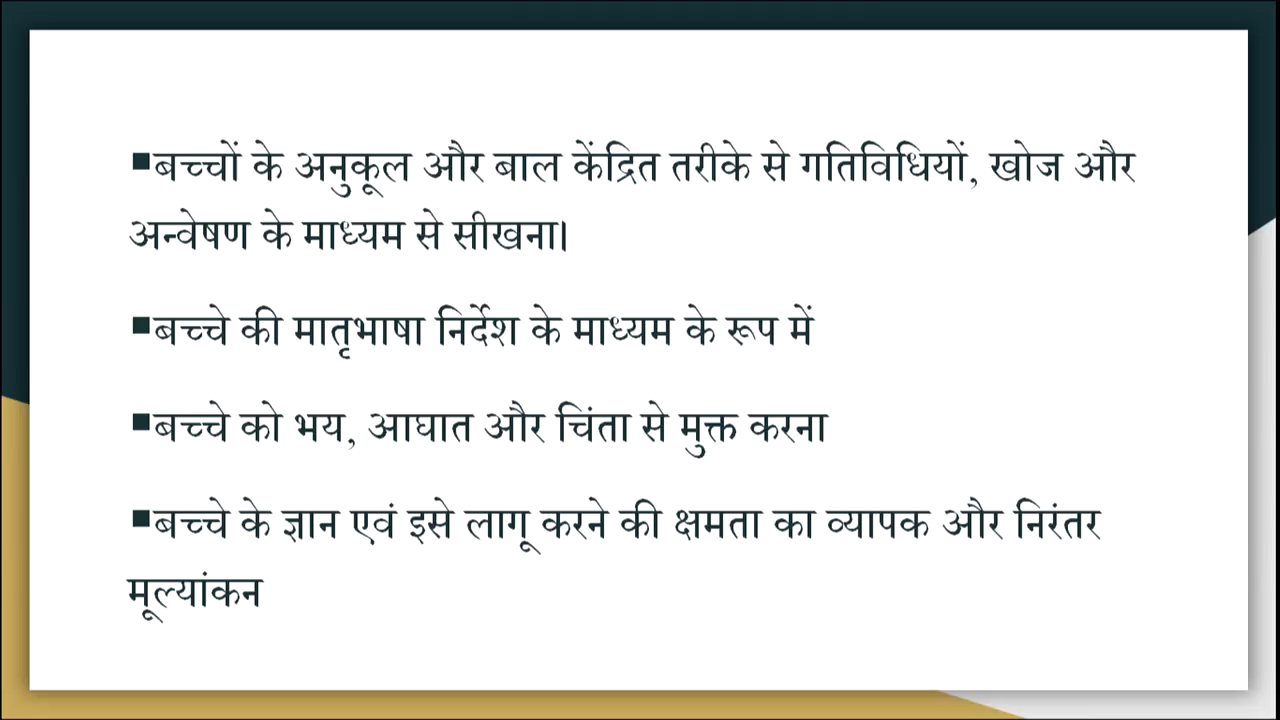 ▪बच्चों के अनुकूल और बाल केंद्रित तरीके से गतिविधियों, खोज और
अन्वेषण के माध्यम से सीखना।
▪बच्चे की मातृभाषा निर्देश के माध्यम के रूप में
▪बच्चे को भय, आघात और चिंता से मुक्त करना
▪बच्चे के ज्ञान एवं इसे लागू करने की क्षमता का व्यापक और निरंतर
मूल्यांकन